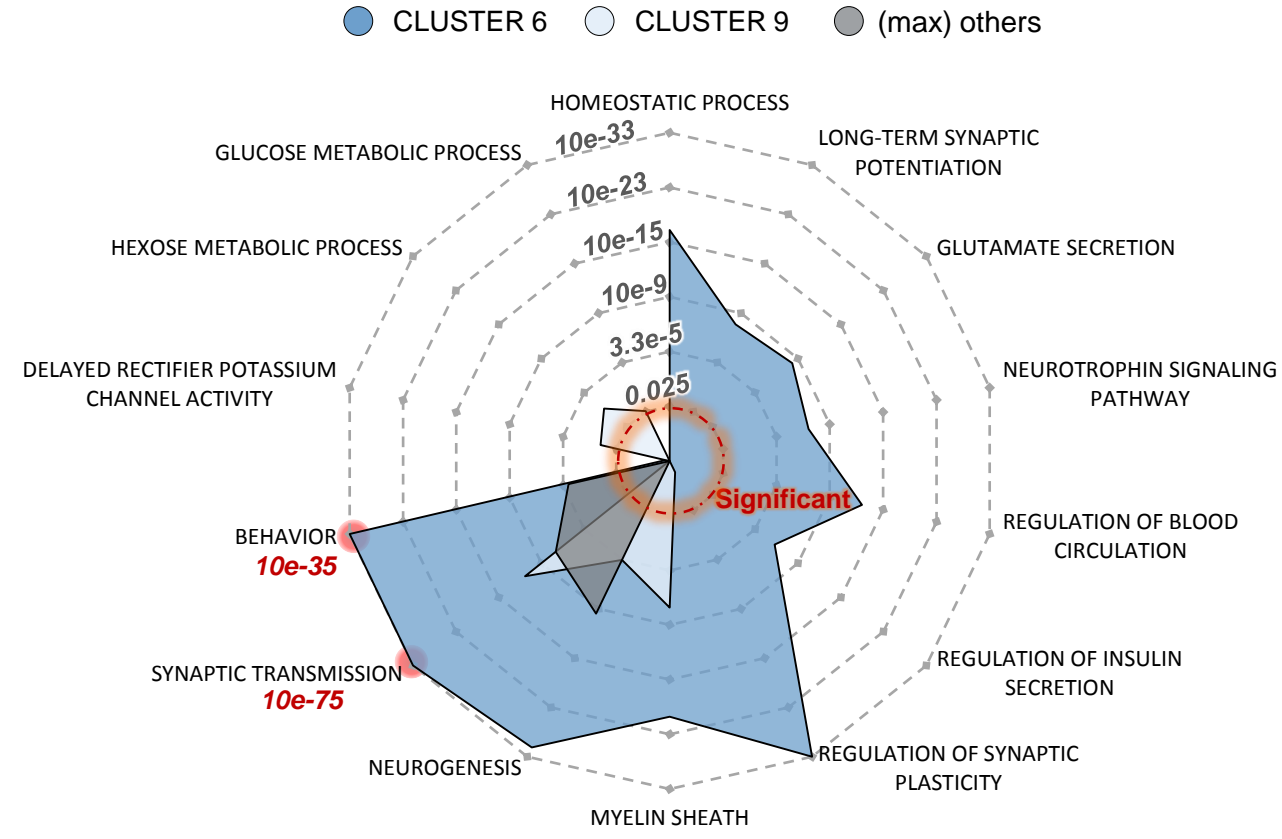 CLUSTER 6 CLUSTER 9 (max) others
HOMEOSTATIC PROCESS
10e-33
LONG-TERM SYNAPTIC
POTENTIATION
GLUCOSE METABOLIC PROCESS
10e-23
10e-15
HEXOSE METABOLIC PROCESS
GLUTAMATE SECRETION
10e-9
3.3e-5
0.025
DELAYED RECTIFIER POTASSIUM
CHANNEL ACTIVITY
NEUROTROPHIN SIGNALING
PATHWAY
Significant
BEHAVIOR
10e-35
REGULATION OF BLOOD
CIRCULATION
SYNAPTIC TRANSMISSION
10e-75
REGULATION OF INSULIN
SECRETION
NEUROGENESIS
REGULATION OF SYNAPTIC
PLASTICITY
MYELIN SHEATH